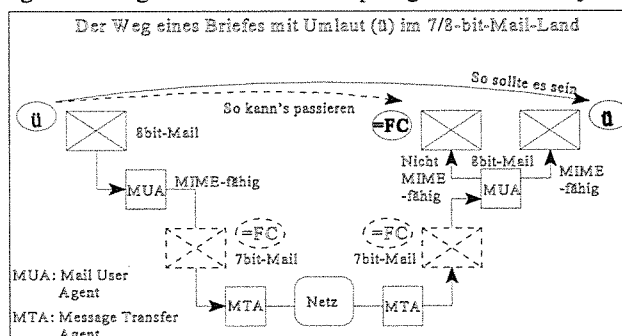 Der Weg eines Briefes mit Umlaut (ü) im 7/8-bit-Mail-Land
So sollte es sein
So kann's passieren
ü
=FC
ü
8bit-Mail
Nicht
MIME
-fähig
8bit-Mail
MIME
-fähig
MUA
MIME-fähig
MUA
=FC
=FC
7bit-Mail
7bit-Mail
MUA: Mail User
Agent
MTA: Message Transfer
Agent
MTA
Netz
MTA